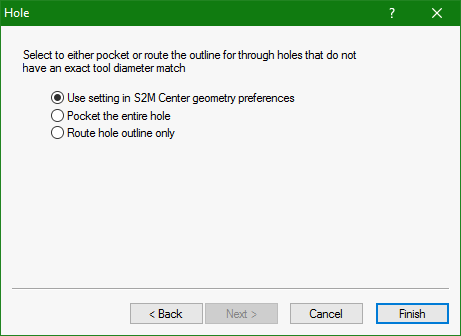 Hole
?
Select to either pocket or route the outline for through holes that do not
have an exact tool diameter match
Use setting in S2M Center geometry preferences
Pocket the entire hole
Route hole outline only
< Back
Next >
Cancel
Finish